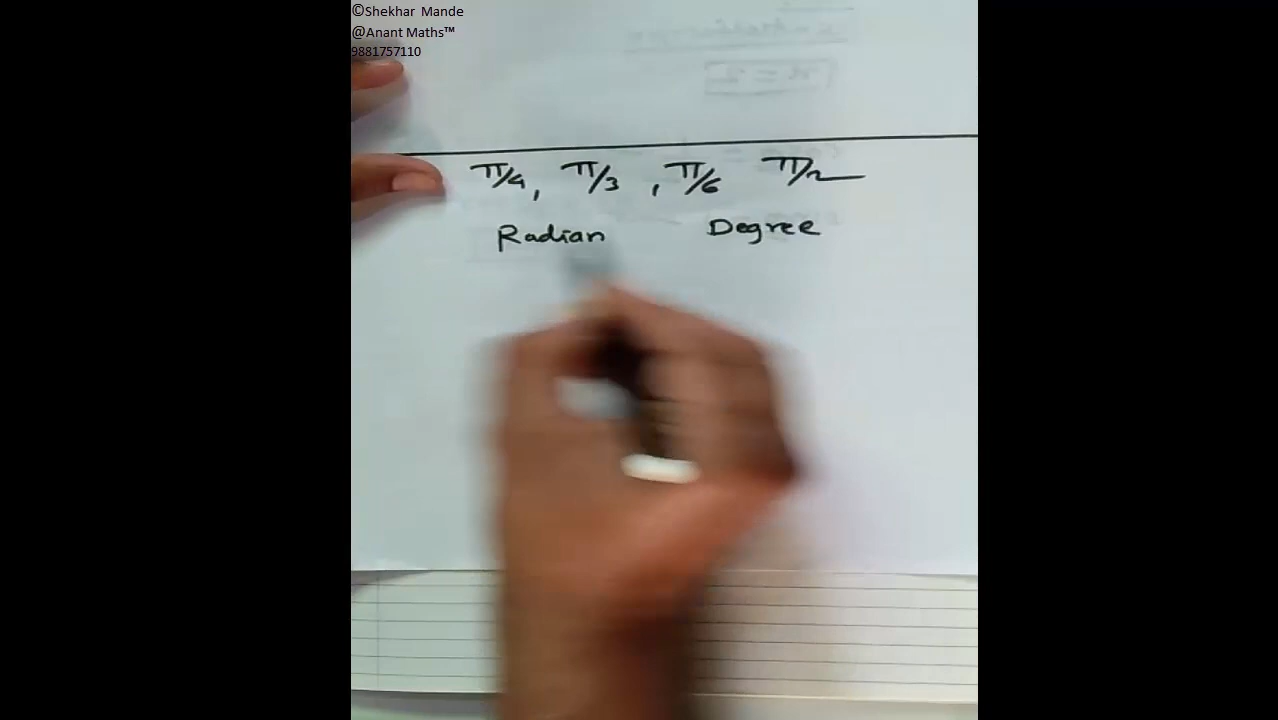 ©Shekhar Mande
@Anant Maths™
9881757110
π/4, π/3, π/6 π/2
Radian Degree